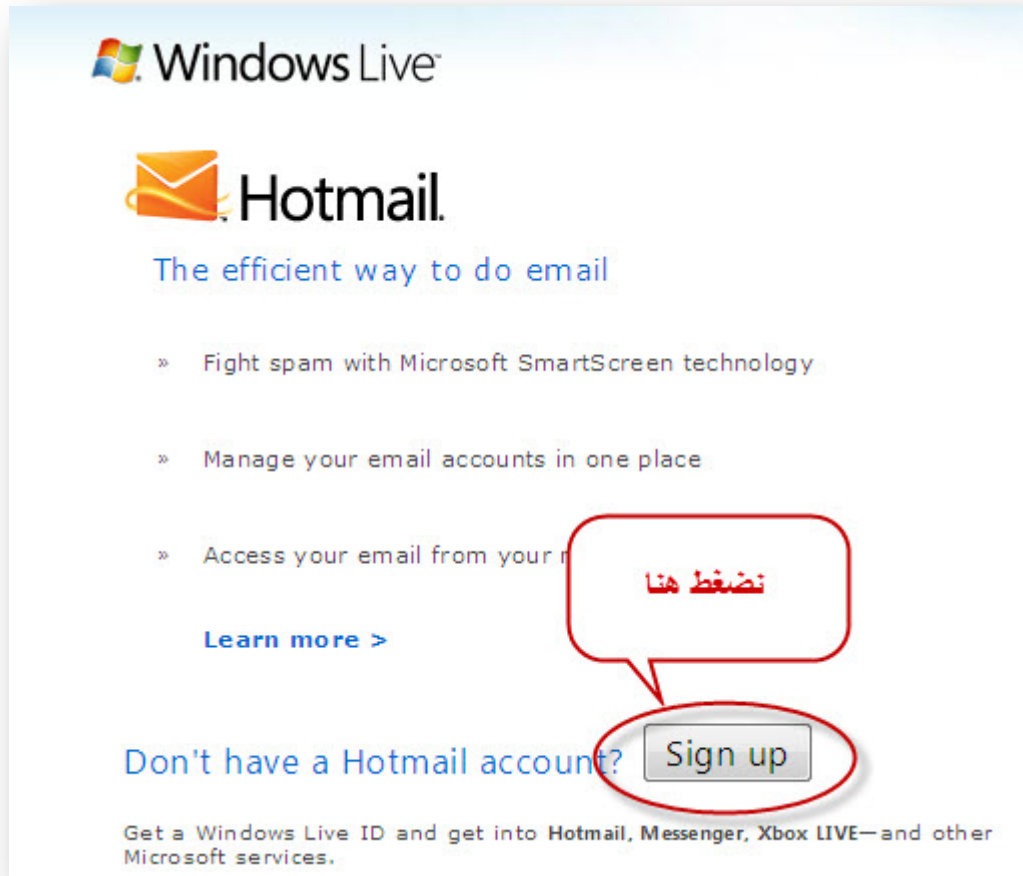 Windows Live™
Hotmail.
The efficient way to do email
» Fight spam with Microsoft SmartScreen technology
» Manage your email accounts in one place
» Access your email from your
نضغط هنا
Learn more >
Don't have a Hotmail account? Sign up
Get a Windows Live ID and get into Hotmail, Messenger, Xbox LIVE—and other
Microsoft services.